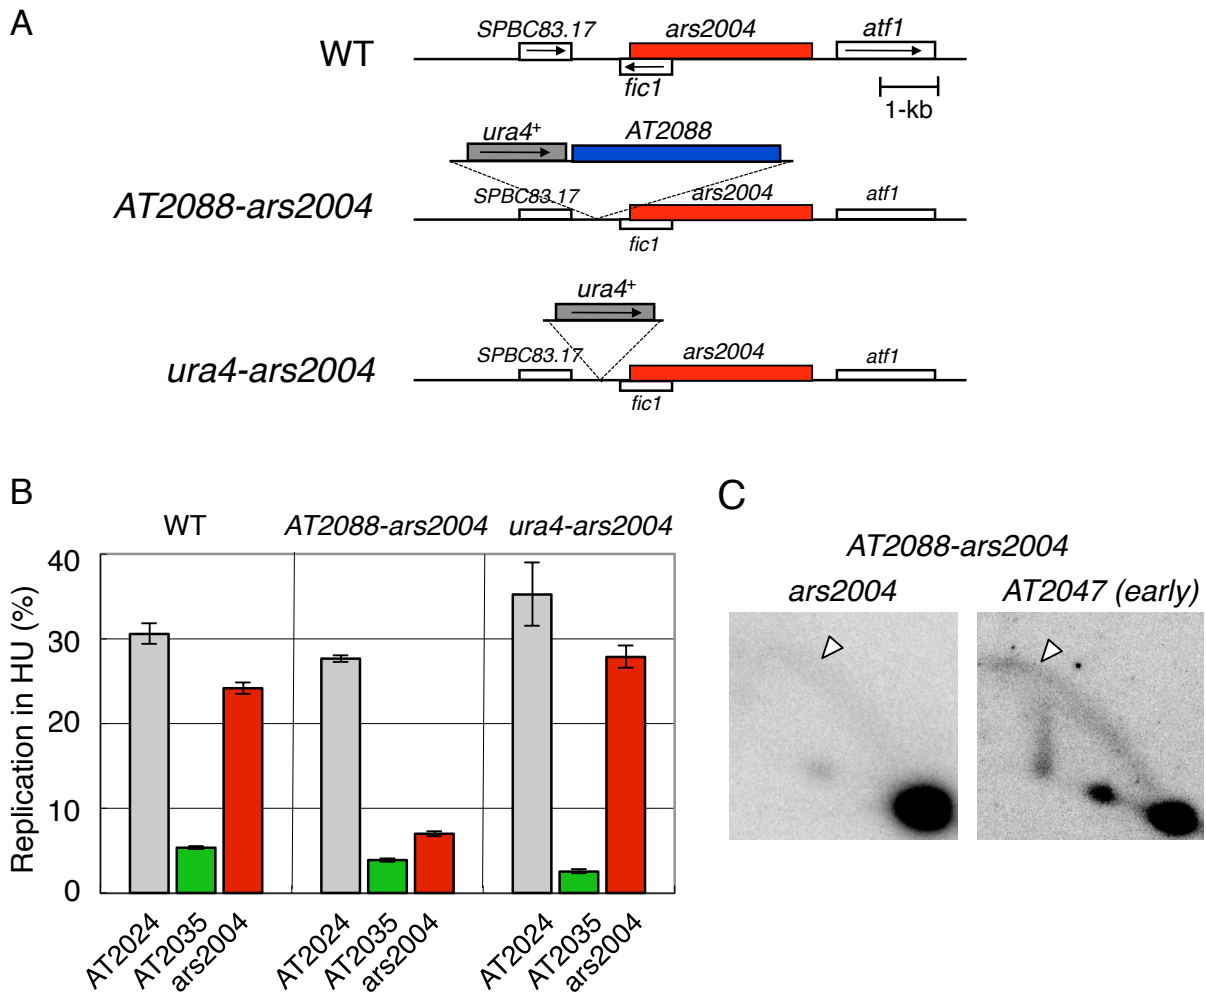 A
WT
SPBC83.17
ars2004
atf1
fic1
1-kb
ura4+
AT2088
AT2088-ars2004
SPBC83.17
ars2004
atf1
fic1
ura4+
ura4-ars2004
SPBC83.17
ars2004
atf1
fic1
B
WT
AT2088-ars2004
ura4-ars2004
Replication in HU (%)
40
30
20
10
0
AT2024
AT2035
ars2004
AT2024
AT2035
ars2004
AT2024
AT2035
ars2004
C
AT2088-ars2004
ars2004
AT2047 (early)